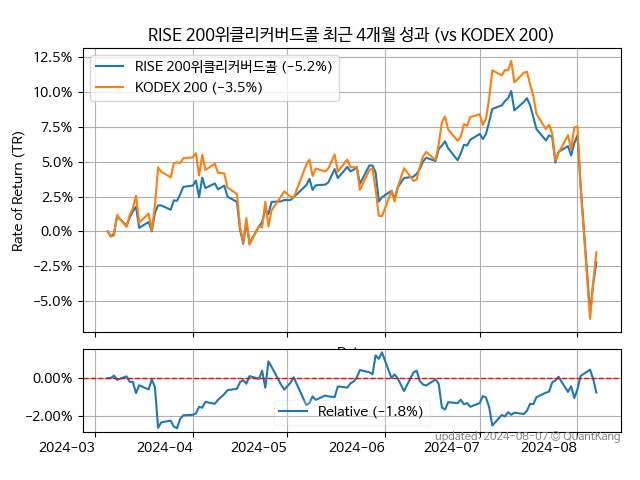 RISE 200위클리커버드콜 최근 4개월 성과 (vs KODEX 200)
RISE 200위클리커버드콜 (−5.2%)
KODEX 200 (−3.5%)
Rate of Return (TR)
12.5%
10.0%
7.5%
5.0%
2.5%
0.0%
−2.5%
−5.0%
0.00%
−2.00%
Relative (−1.8%)
2024-03
2024-04
2024-05
2024-06
2024-07
2024-08
updated: 2024-08-07 © QuantKang